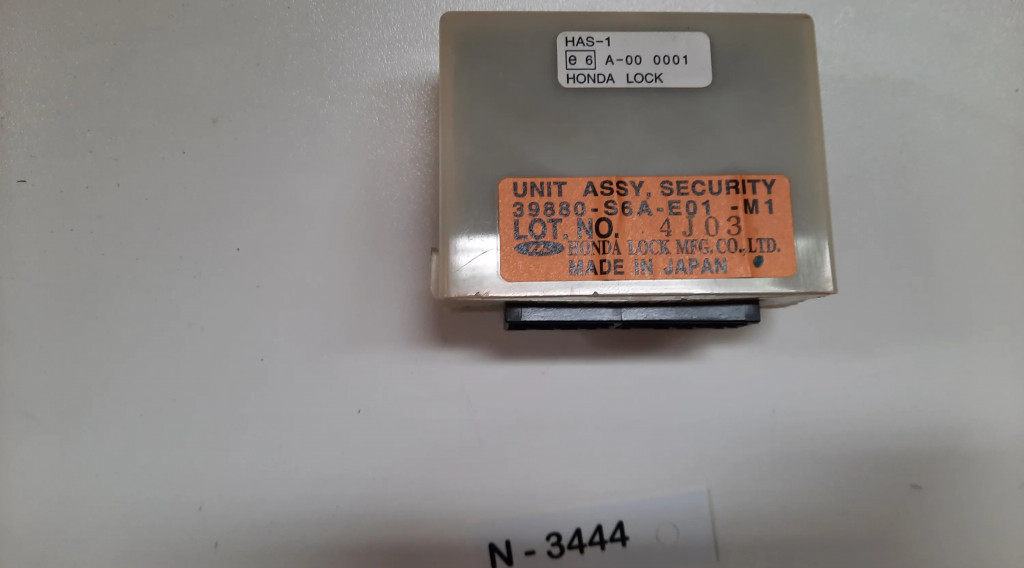 HAS-1
e 6 A-00 0001
HONDA LOCK
UNIT ASSY, SECURITY
39880-S6A-E01 -M1
LOT. NO. 4J03
HONDA LOCK MFG. CO., LTD.
MADE IN JAPAN
N - 3444